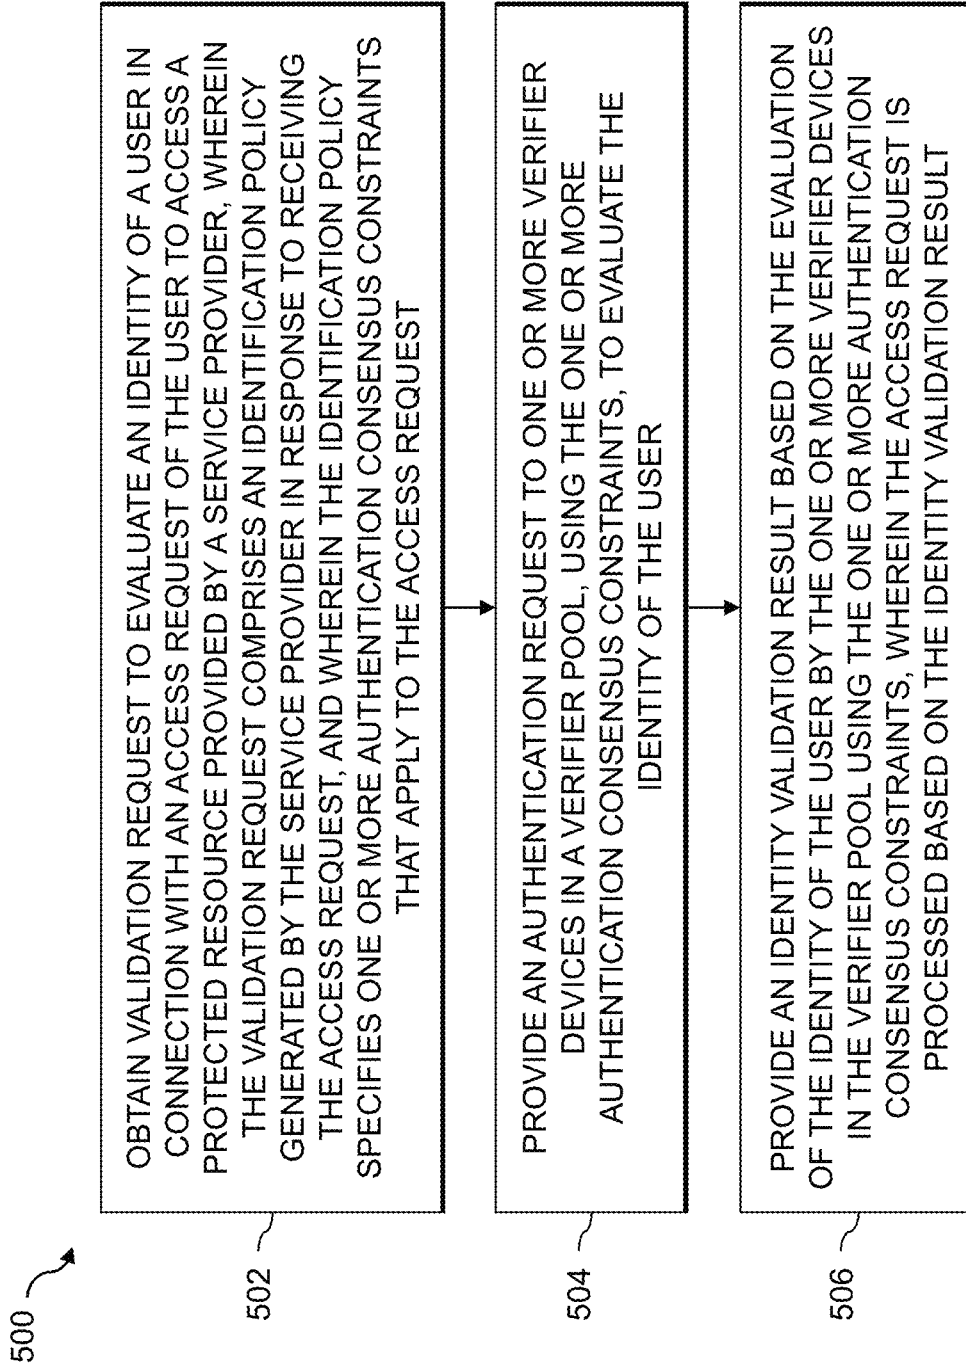 500
502
OBTAIN VALIDATION REQUEST TO EVALUATE AN IDENTITY OF A USER IN
CONNECTION WITH AN ACCESS REQUEST OF THE USER TO ACCESS A
PROTECTED RESOURCE PROVIDED BY A SERVICE PROVIDER, WHEREIN
THE VALIDATION REQUEST COMPRISES AN IDENTIFICATION POLICY
GENERATED BY THE SERVICE PROVIDER IN RESPONSE TO RECEIVING
THE ACCESS REQUEST, AND WHEREIN THE IDENTIFICATION POLICY
SPECIFIES ONE OR MORE AUTHENTICATION CONSENSUS CONSTRAINTS
THAT APPLY TO THE ACCESS REQUEST
504
PROVIDE AN AUTHENTICATION REQUEST TO ONE OR MORE VERIFIER
DEVICES IN A VERIFIER POOL, USING THE ONE OR MORE
AUTHENTICATION CONSENSUS CONSTRAINTS, TO EVALUATE THE
IDENTITY OF THE USER
506
PROVIDE AN IDENTITY VALIDATION RESULT BASED ON THE EVALUATION
OF THE IDENTITY OF THE USER BY THE ONE OR MORE VERIFIER DEVICES
IN THE VERIFIER POOL USING THE ONE OR MORE AUTHENTICATION
CONSENSUS CONSTRAINTS, WHEREIN THE ACCESS REQUEST IS
PROCESSED BASED ON THE IDENTITY VALIDATION RESULT